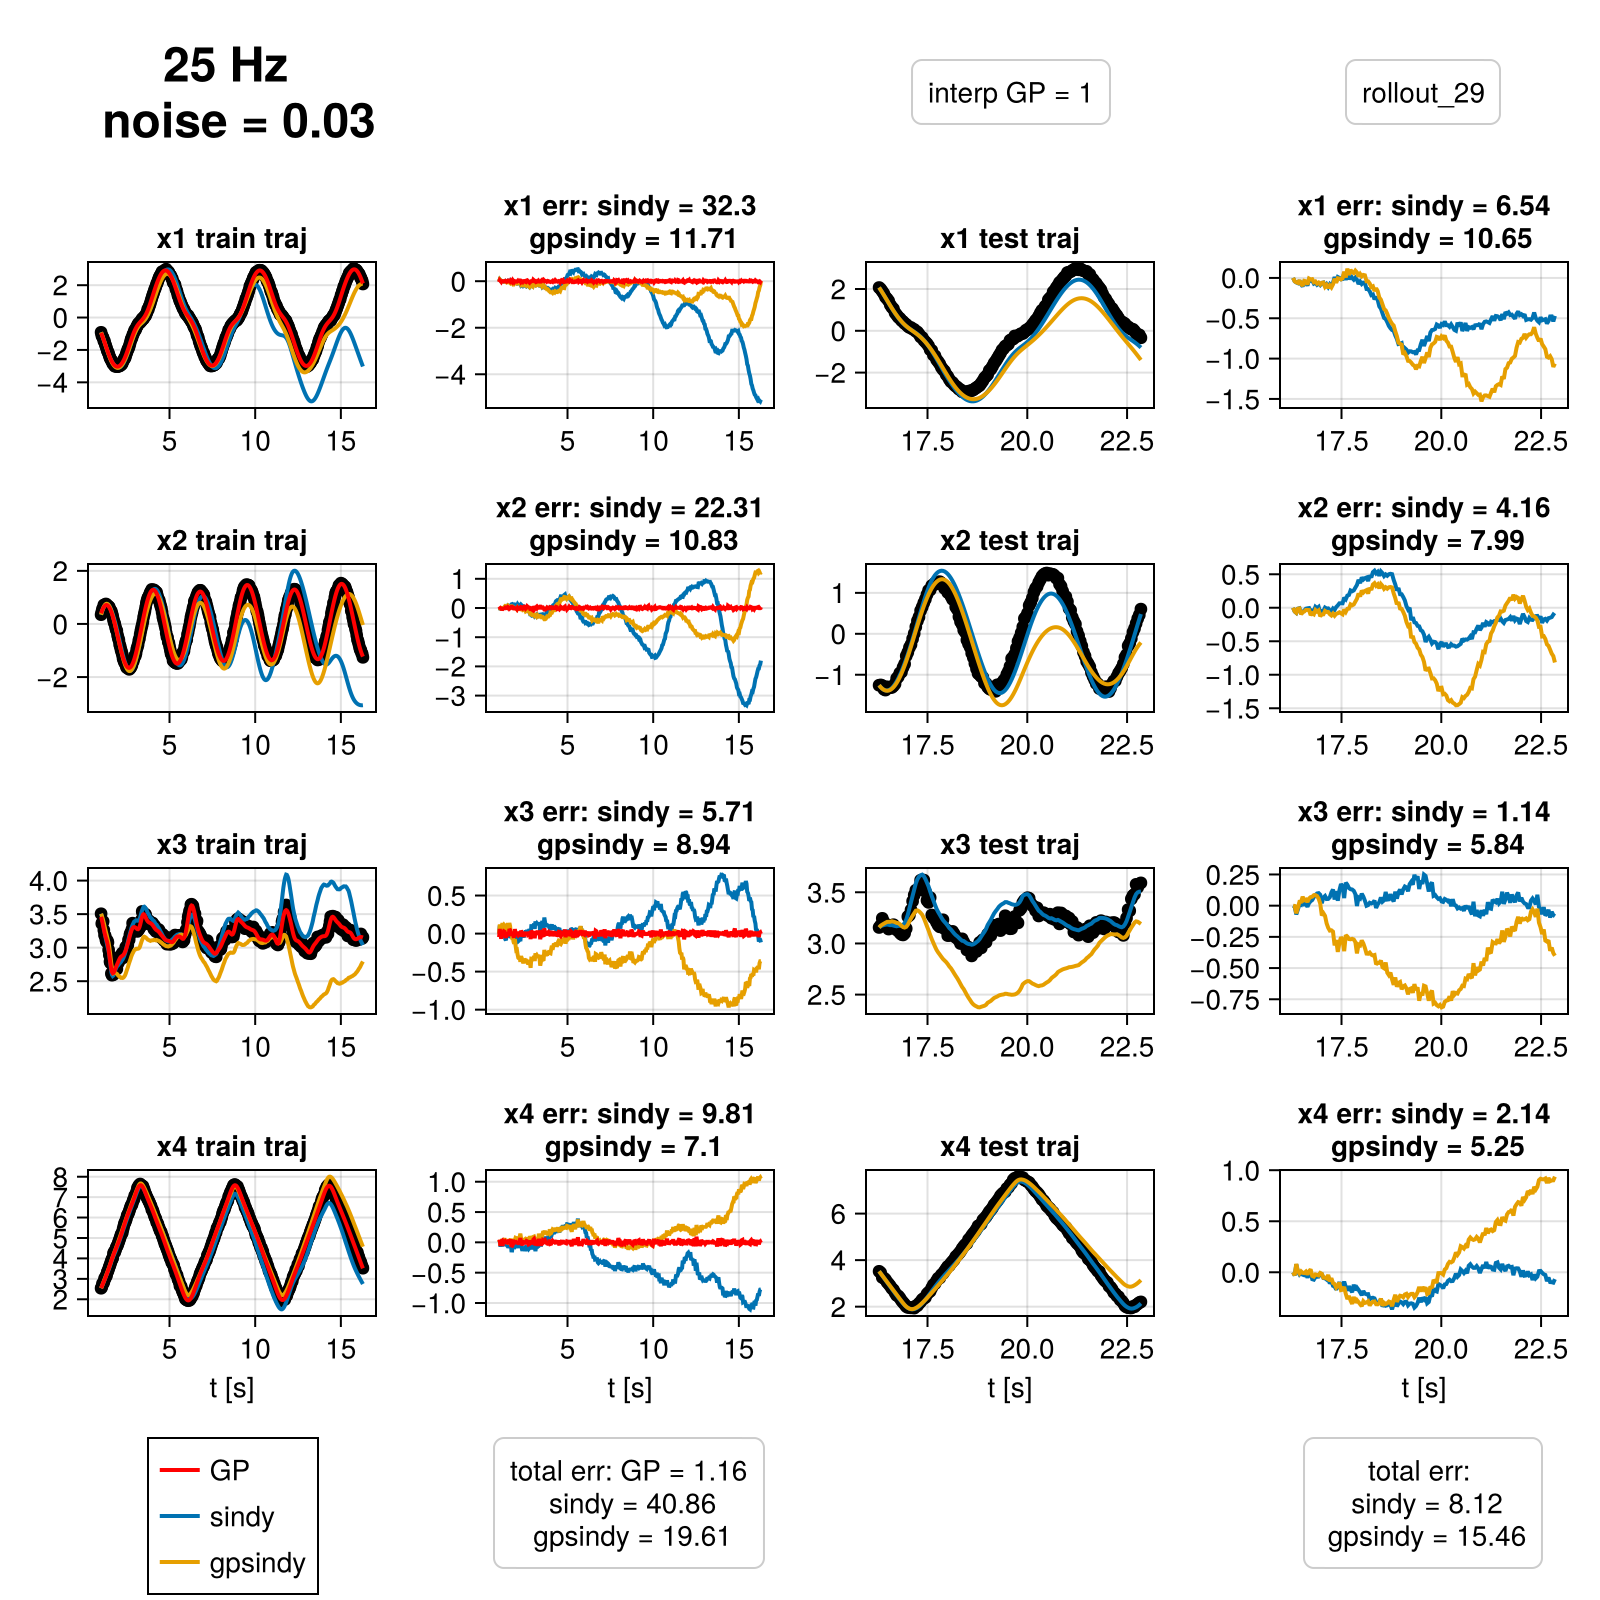 25 Hz
noise = 0.03
interp GP = 1
rollout_29
x1 train traj
2
0
−2
−4
5
10
15
x1 err: sindy = 32.3
gpsindy = 11.71
0
−2
−4
5
10
15
x1 test traj
2
0
−2
17.5
20.0
22.5
x1 err: sindy = 6.54
gpsindy = 10.65
0.0
−0.5
−1.0
−1.5
17.5
20.0
22.5
x2 train traj
2
0
−2
5
10
15
x2 err: sindy = 22.31
gpsindy = 10.83
1
0
−1
−2
−3
5
10
15
x2 test traj
1
0
−1
17.5
20.0
22.5
x2 err: sindy = 4.16
gpsindy = 7.99
0.5
0.0
−0.5
−1.0
−1.5
17.5
20.0
22.5
x3 train traj
4.0
3.5
3.0
2.5
5
10
15
x3 err: sindy = 5.71
gpsindy = 8.94
0.5
0.0
−0.5
−1.0
5
10
15
x3 test traj
3.5
3.0
2.5
17.5
20.0
22.5
x3 err: sindy = 1.14
gpsindy = 5.84
0.25
0.00
−0.25
−0.50
−0.75
17.5
20.0
22.5
x4 train traj
8
7
6
5
4
3
2
5
10
15
t [s]
x4 err: sindy = 9.81
gpsindy = 7.1
1.0
0.5
0.0
−0.5
−1.0
5
10
15
t [s]
x4 test traj
6
4
2
17.5
20.0
22.5
t [s]
x4 err: sindy = 2.14
gpsindy = 5.25
1.0
0.5
0.0
17.5
20.0
22.5
t [s]
GP
sindy
gpsindy
total err: GP = 1.16
sindy = 40.86
gpsindy = 19.61
total err:
sindy = 8.12
gpsindy = 15.46